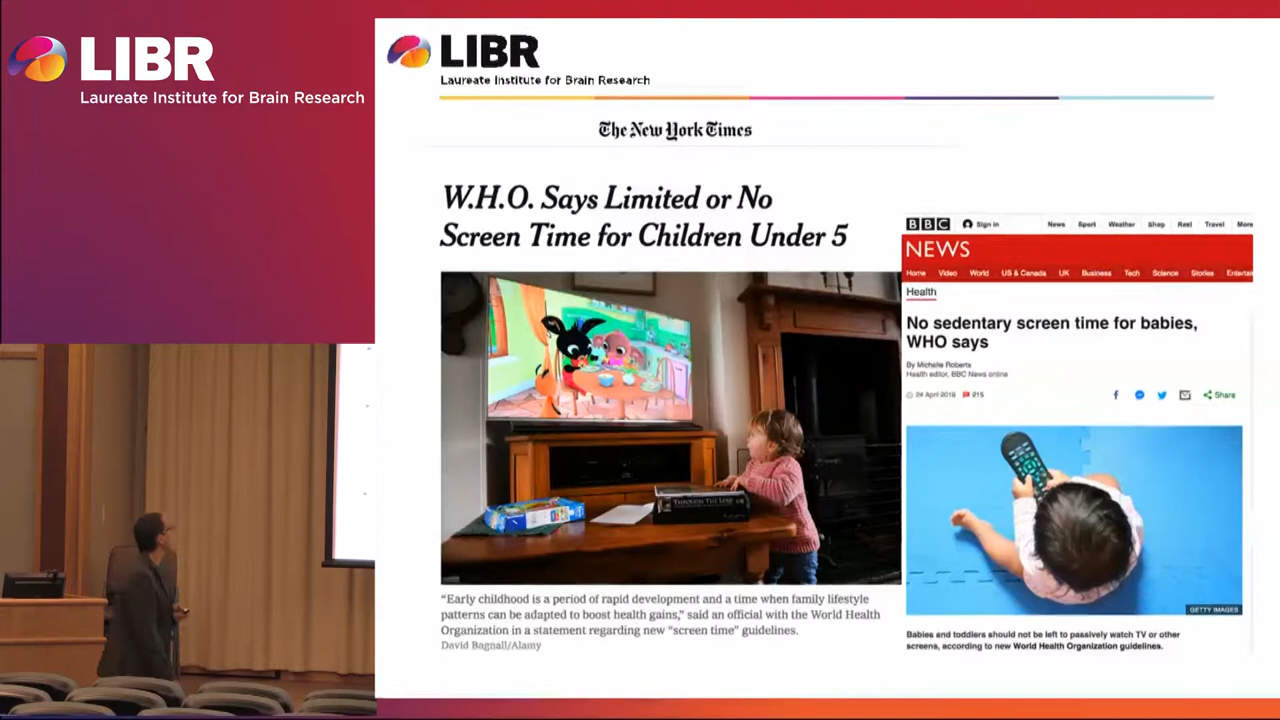 LIBR
Laureate Institute for Brain Research
LIBR
Laureate Institute for Brain Research
The New York Times
W.H.O. Says Limited or No
Screen Time for Children Under 5
THROUGH THE LENS
"Early childhood is a period of rapid development and a time when family lifestyle
patterns can be adapted to boost health gains," said an official with the World Health
Organization in a statement regarding new "screen time" guidelines.
David Bagnall/Alamy
BBC Sign in News Sport Weather Shop Reel Travel More
NEWS
Home Video World US & Canada UK Business Tech Science Stories Entertai
Health
No sedentary screen time for babies,
WHO says
By Michelle Roberts
Health editor, BBC News online
24 April 2019 215 Share
GETTY IMAGES
Babies and toddlers should not be left to passively watch TV or other
screens, according to new World Health Organization guidelines.